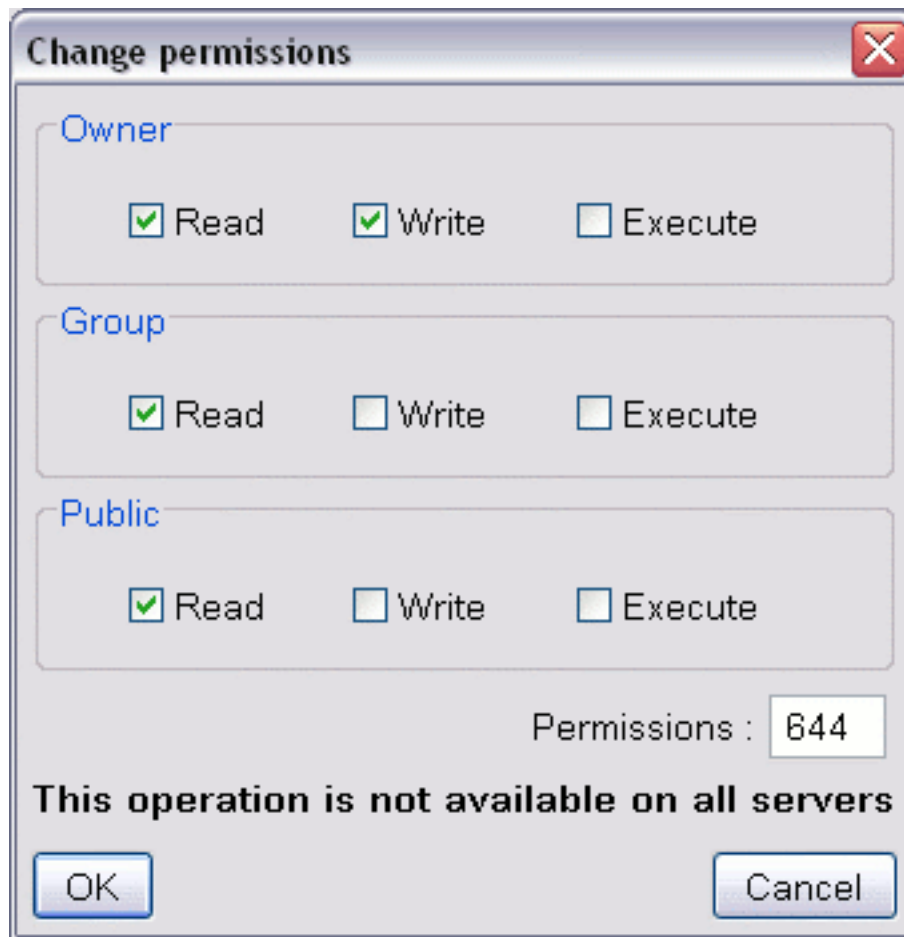 Change permissions
Owner
Read Write Execute
Group
Read Write Execute
Public
Read Write Execute
Permissions : 644
This operation is not available on all servers
OK Cancel